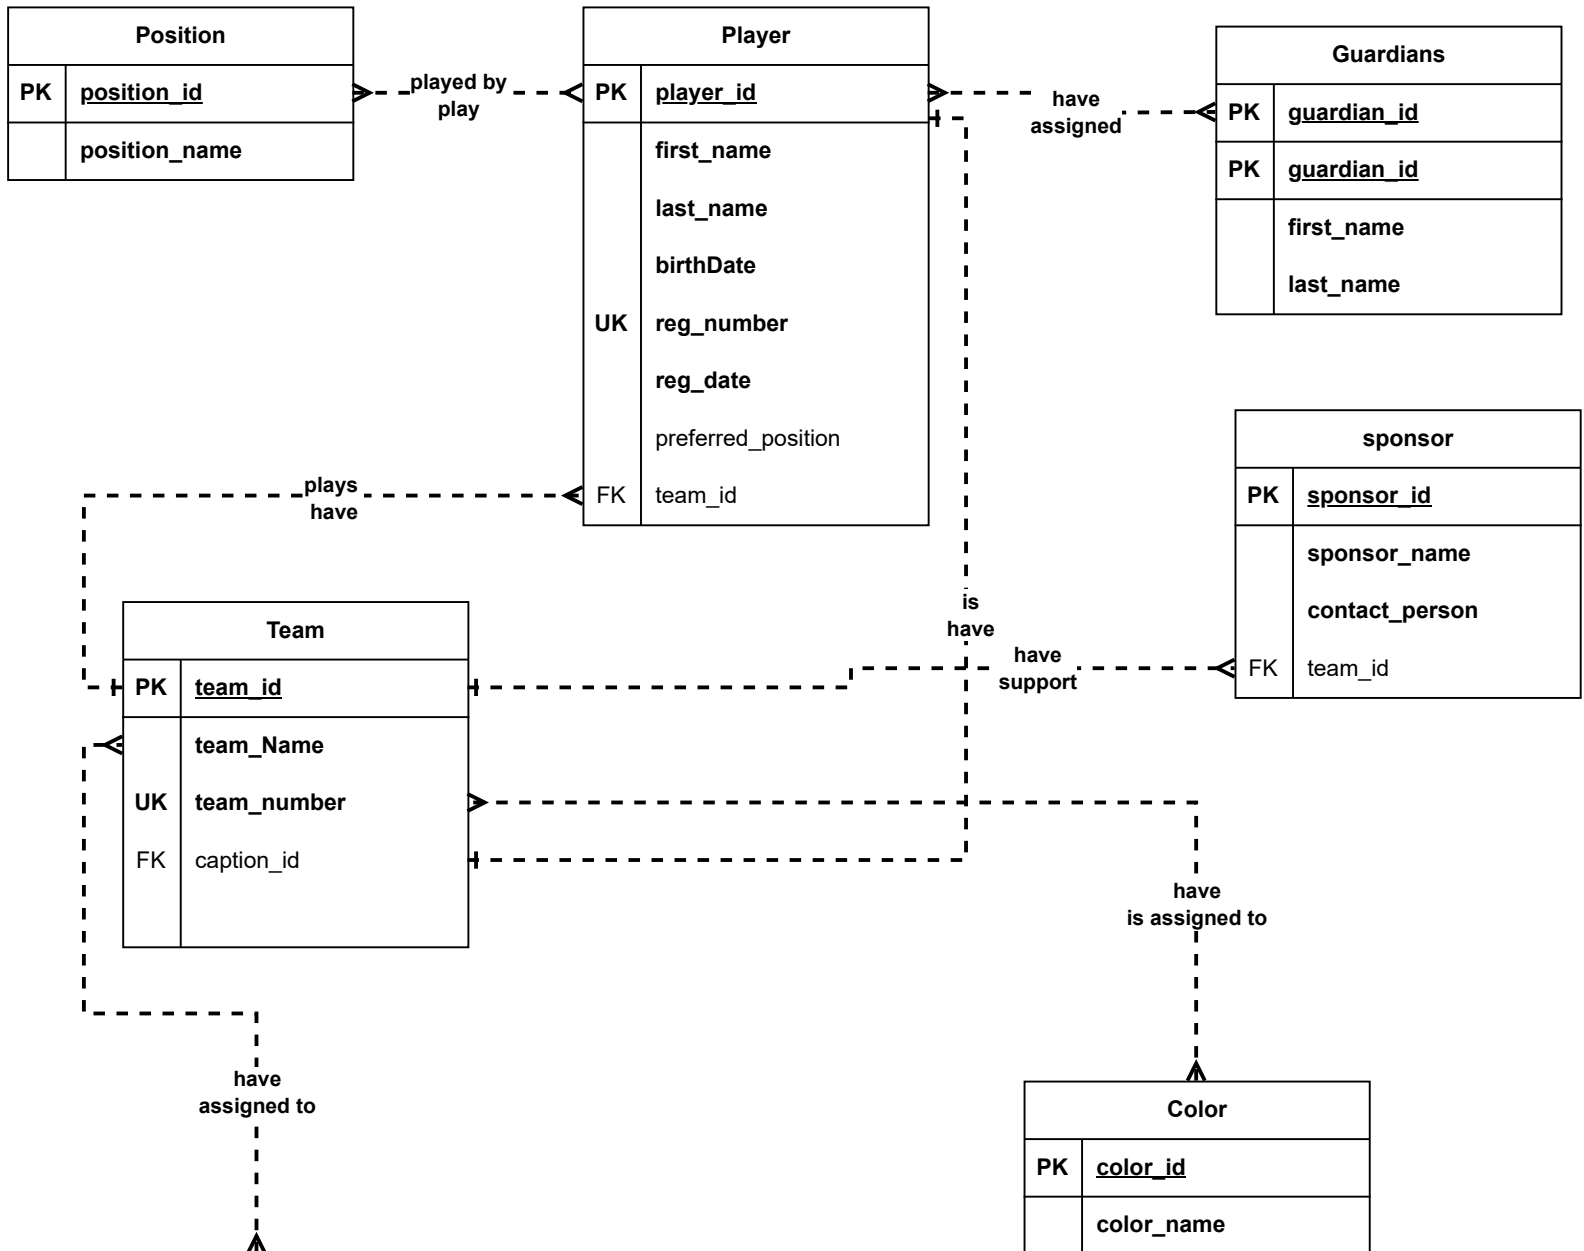 Position
PK position_id
position_name
played by
play
Player
PK player_id
first_name
last_name
birthDate
UK reg_number
reg_date
preferred_position
FK team_id
have
assigned
Guardians
PK guardian_id
PK guardian_id
first_name
last_name
sponsor
PK sponsor_id
sponsor_name
contact_person
FK team_id
plays
have
is
have
have
support
Team
PK team_id
team_Name
UK team_number
FK caption_id
have
is assigned to
have
assigned to
Color
PK color_id
color_name